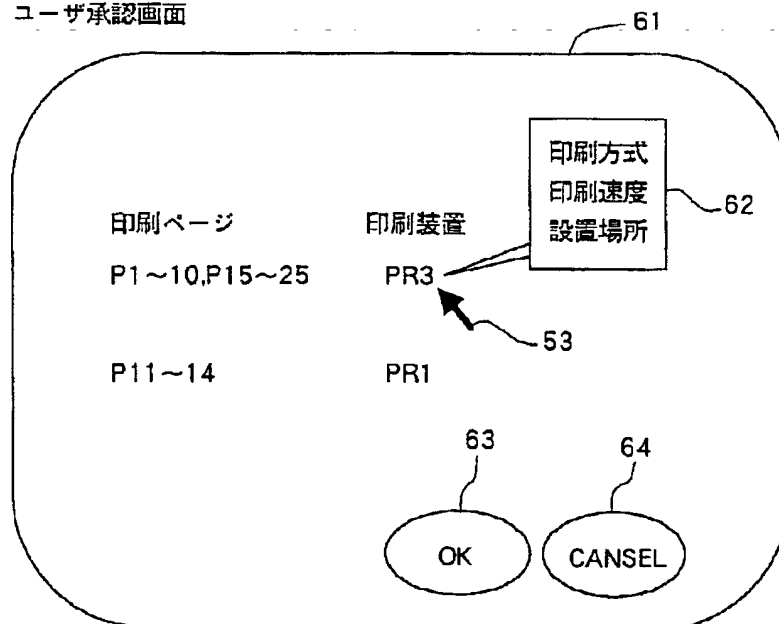 ユーザ承認画面
61
印刷方式
印刷速度
設置場所
62
印刷ページ 印刷装置
P1～10,P15～25 PR3
53
P11～14 PR1
63 64
OK CANSEL